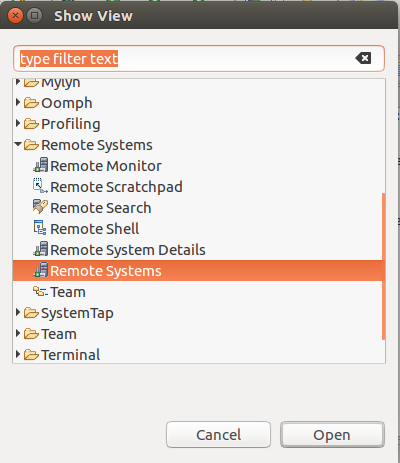 Show View
type filter text
Mylyn
Oomph
Profiling
Remote Systems
Remote Monitor
Remote Scratchpad
Remote Search
Remote Shell
Remote System Details
Remote Systems
Team
SystemTap
Team
Terminal
Cancel
Open